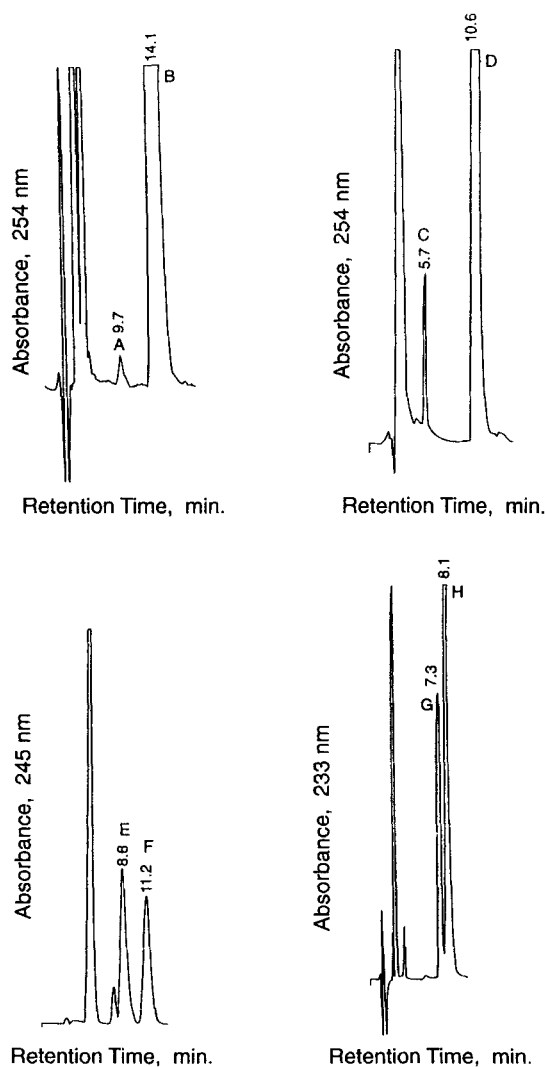 14.1
B
Absorbance, 254 nm
9.7
A
Retention Time, min.
10.6
D
Absorbance, 254 nm
C
5.7
Retention Time, min.
Absorbance, 245 nm
E
8.8
F
11.2
Retention Time, min.
8.1
H
7.3
G
Absorbance, 233 nm
Retention Time, min.